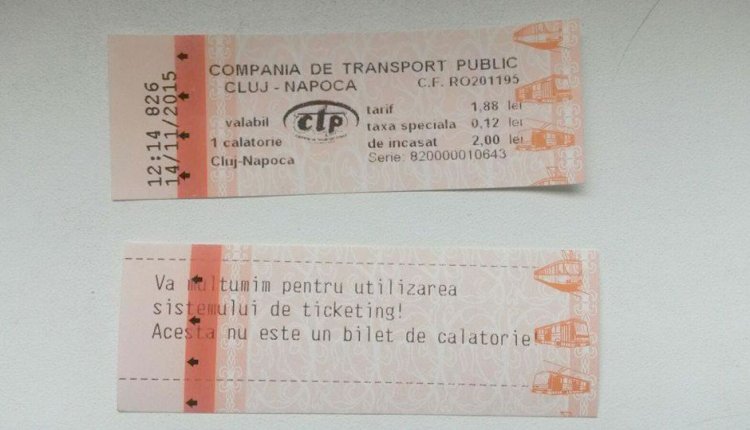 12:14 826
14/11/2015
COMPANIA DE TRANSPORT PUBLIC
CLUJ - NAPOCA C.F. RO201195
valabil ctp tarif 1,88 lei
1 calatorie taxa speciala 0,12 lei
Cluj-Napoca de incasat 2,00 lei
Serie: 820000010643
Va multumim pentru utilizarea
sistemului de ticketing!
Acesta nu este un bilet de calatorie